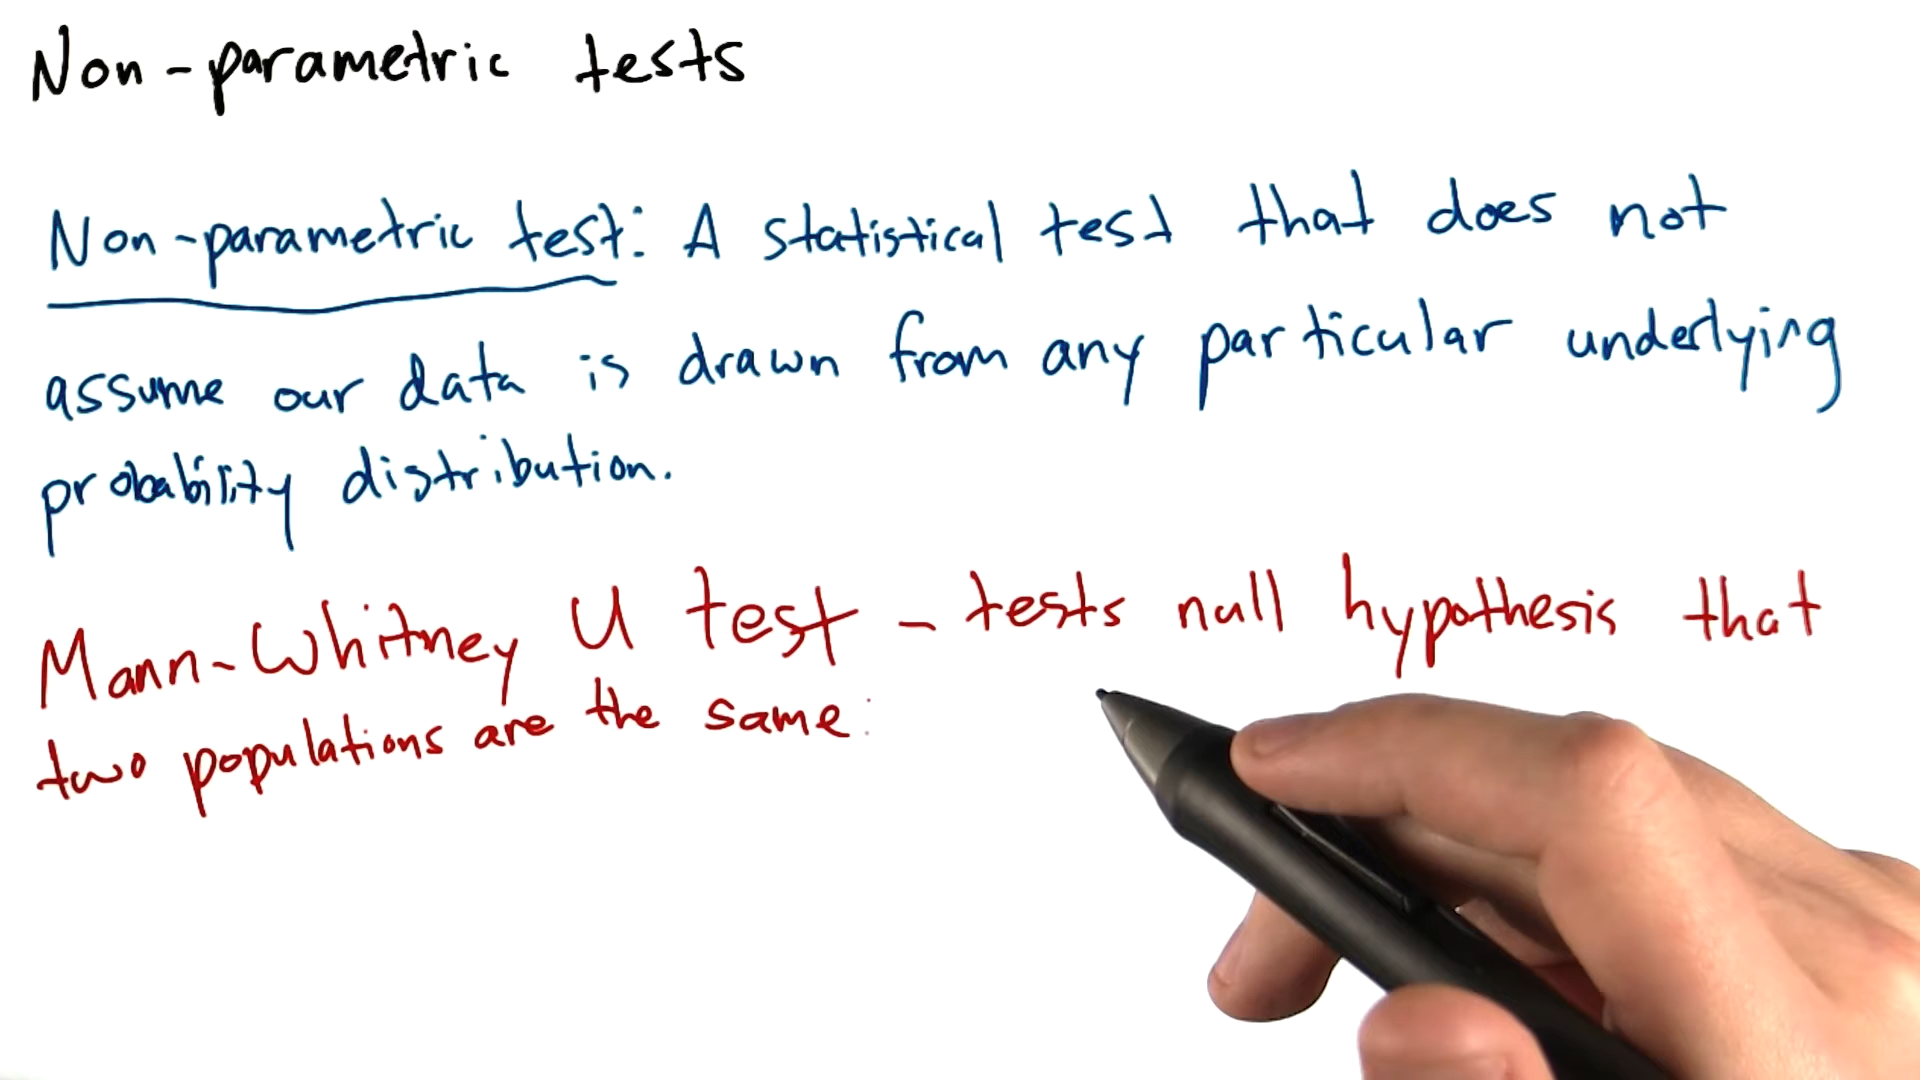 Non-parametric tests
Non-parametric test: A statistical test that does not
assume our data is drawn from any particular underlying
probability distribution.
Mann-Whitney U test - tests null hypothesis that
two populations are the same.